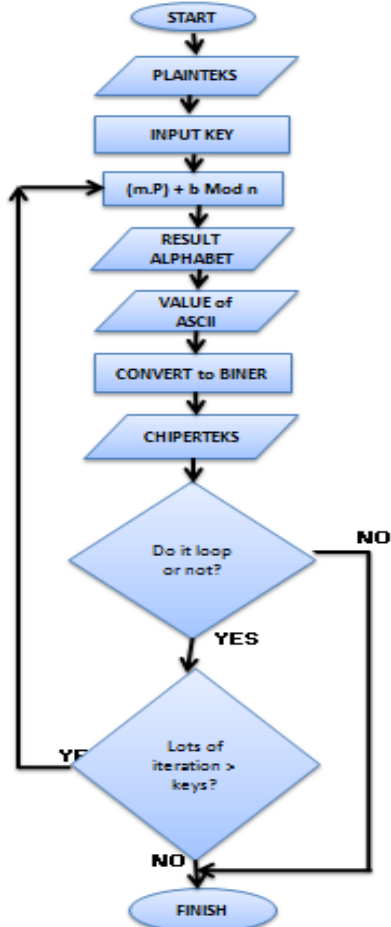 START
PLAINTEKS
INPUT KEY
(m.P) + b Mod n
RESULT
ALPHABET
VALUE of
ASCII
CONVERT to BINER
CHIPERTEKS
Do it loop
or not?
NO
YES
Lots of
iteration >
keys?
NO
FINISH